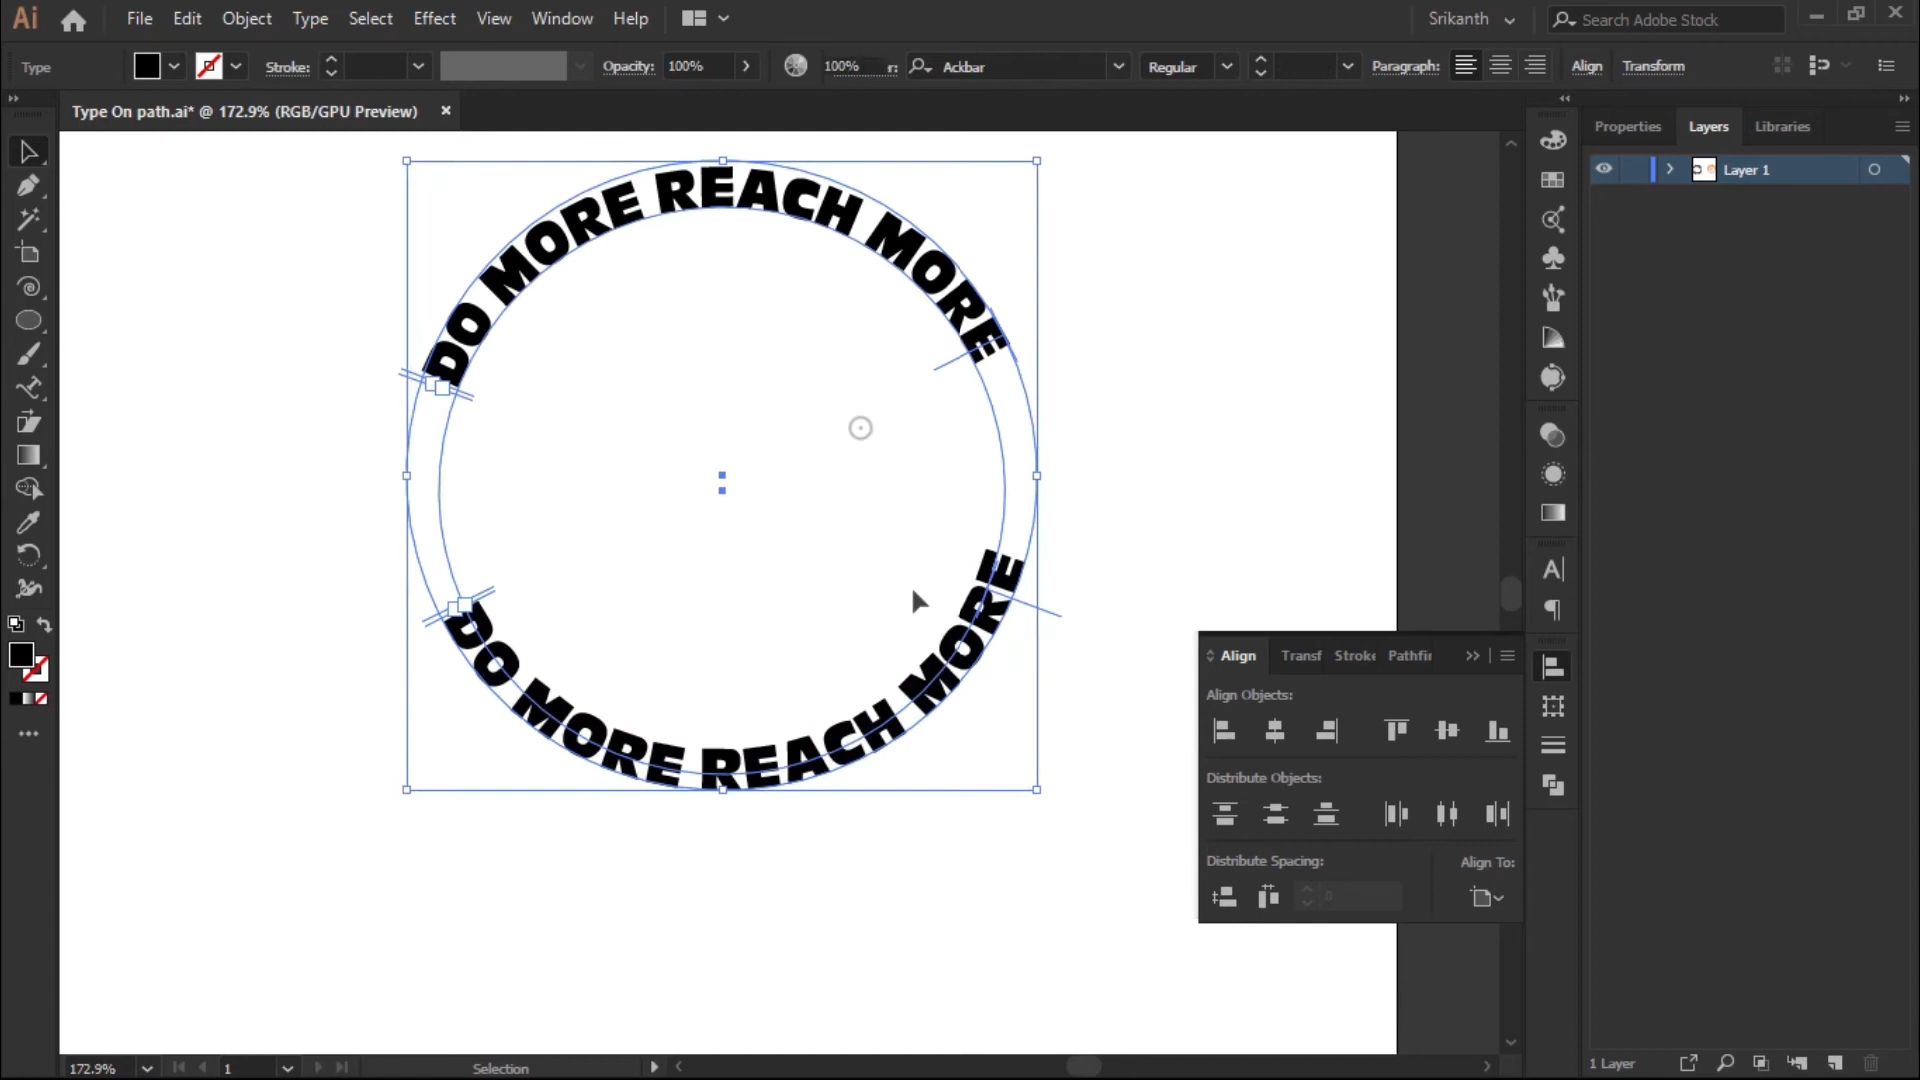 Ai File Edit Object Type Select Effect View Window Help Srikanth Search Adobe Stock
Type Stroke: Opacity: 100% 100% Ackbar Regular Paragraph: Align Transform
Type On path.ai* @ 172.9% (RGB/GPU Preview)
Properties Layers Libraries
Layer 1
DO MORE REACH MORE
DO MORE REACH MORE
Align Transf Stroke Pathfin
Align Objects:
Distribute Objects:
Distribute Spacing: Align To:
0
172.9% 1 Selection
1 Layer